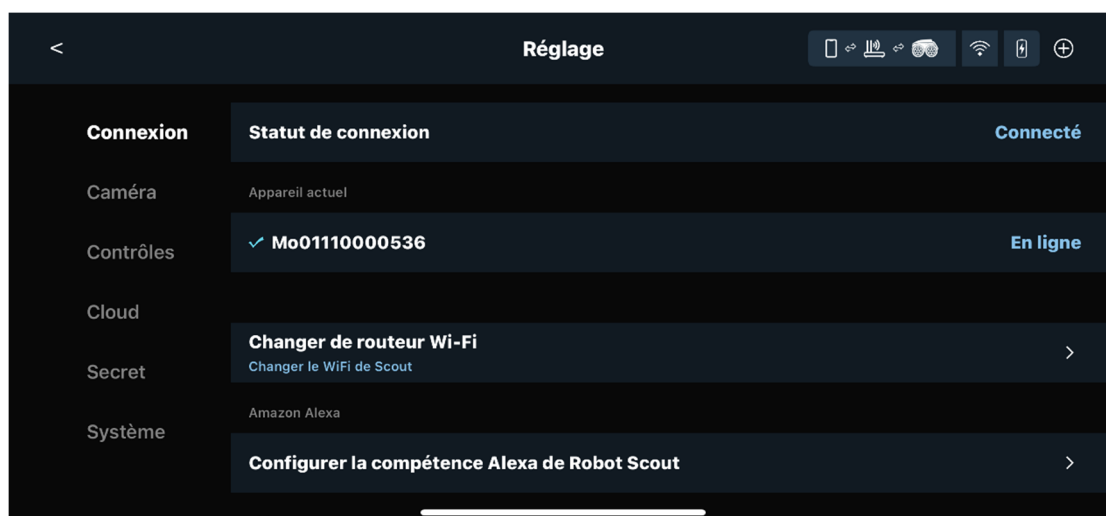 <
Réglage
Connexion
Statut de connexion
Connecté
Caméra
Appareil actuel
Contrôles
Mo01110000536
En ligne
Cloud
Changer de routeur Wi-Fi
Changer le WiFi de Scout
Secret
Amazon Alexa
Système
Configurer la compétence Alexa de Robot Scout